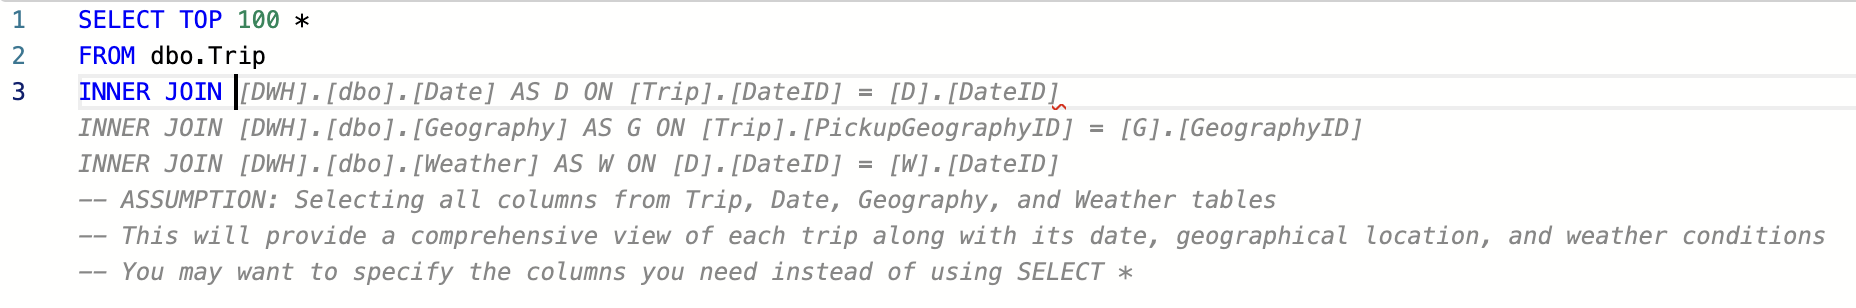 1 SELECT TOP 100 *
2 FROM dbo.Trip
3 INNER JOIN [DWH].[dbo].[Date] AS D ON [Trip].[DateID] = [D].[DateID]
INNER JOIN [DWH].[dbo].[Geography] AS G ON [Trip].[PickupGeographyID] = [G].[GeographyID]
INNER JOIN [DWH].[dbo].[Weather] AS W ON [D].[DateID] = [W].[DateID]
-- ASSUMPTION: Selecting all columns from Trip, Date, Geography, and Weather tables
-- This will provide a comprehensive view of each trip along with its date, geographical location, and weather conditions
-- You may want to specify the columns you need instead of using SELECT *